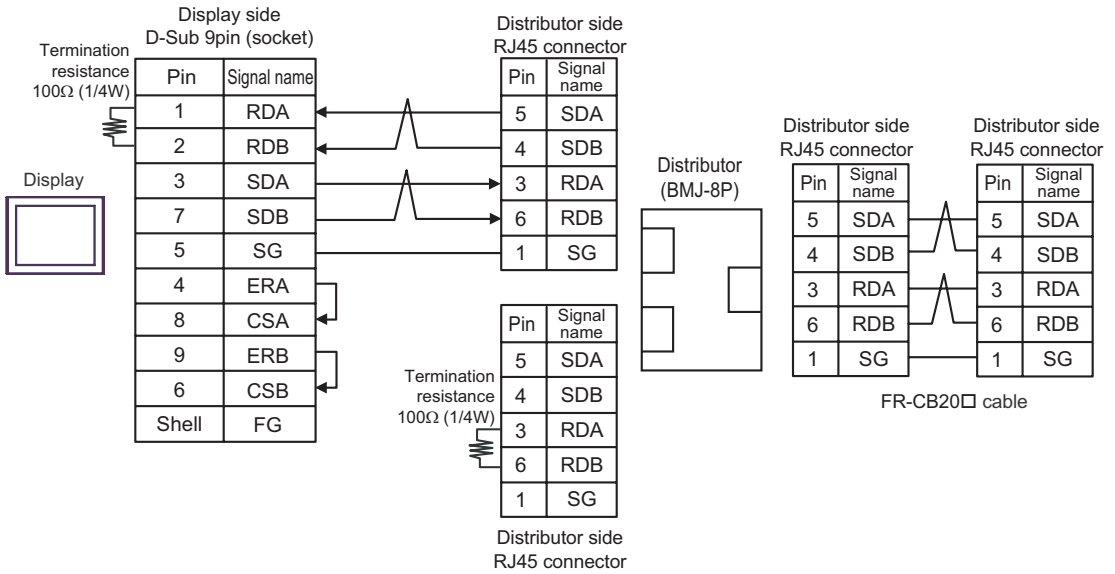 Display side
D-Sub 9pin (socket)
Termination
resistance
100Ω (1/4W)
Pin Signal name
1 RDA
2 RDB
3 SDA
7 SDB
5 SG
4 ERA
8 CSA
9 ERB
6 CSB
Shell FG
Display
Distributor side
RJ45 connector
Pin Signal
name
5 SDA
4 SDB
3 RDA
6 RDB
1 SG
Pin Signal
name
5 SDA
4 SDB
3 RDA
6 RDB
1 SG
Termination
resistance
100Ω (1/4W)
Distributor side
RJ45 connector
Distributor
(BMJ-8P)
Distributor side
RJ45 connector
Pin Signal
name
5 SDA
4 SDB
3 RDA
6 RDB
1 SG
Distributor side
RJ45 connector
Pin Signal
name
5 SDA
4 SDB
3 RDA
6 RDB
1 SG
FR-CB20□ cable